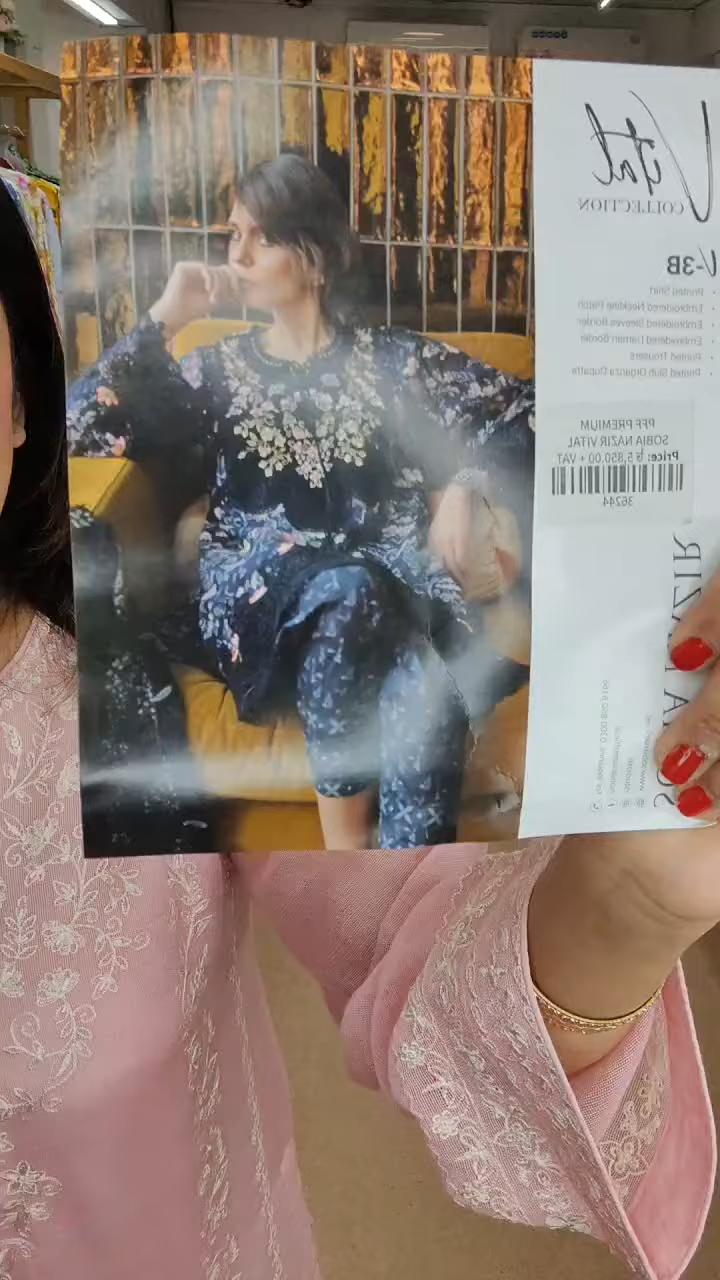 Vital
COLLECTION
V-3B
Printed Shirt
Embroidered Neckline Patch
Embroidered Sleeves Border
Embroidered Daman Border
Printed Trousers
Printed Slub Organza Dupatta
PFF PREMIUM
SOBIA NAZIR VITAL
Price: ৳ 5,850.00 + VAT
36244